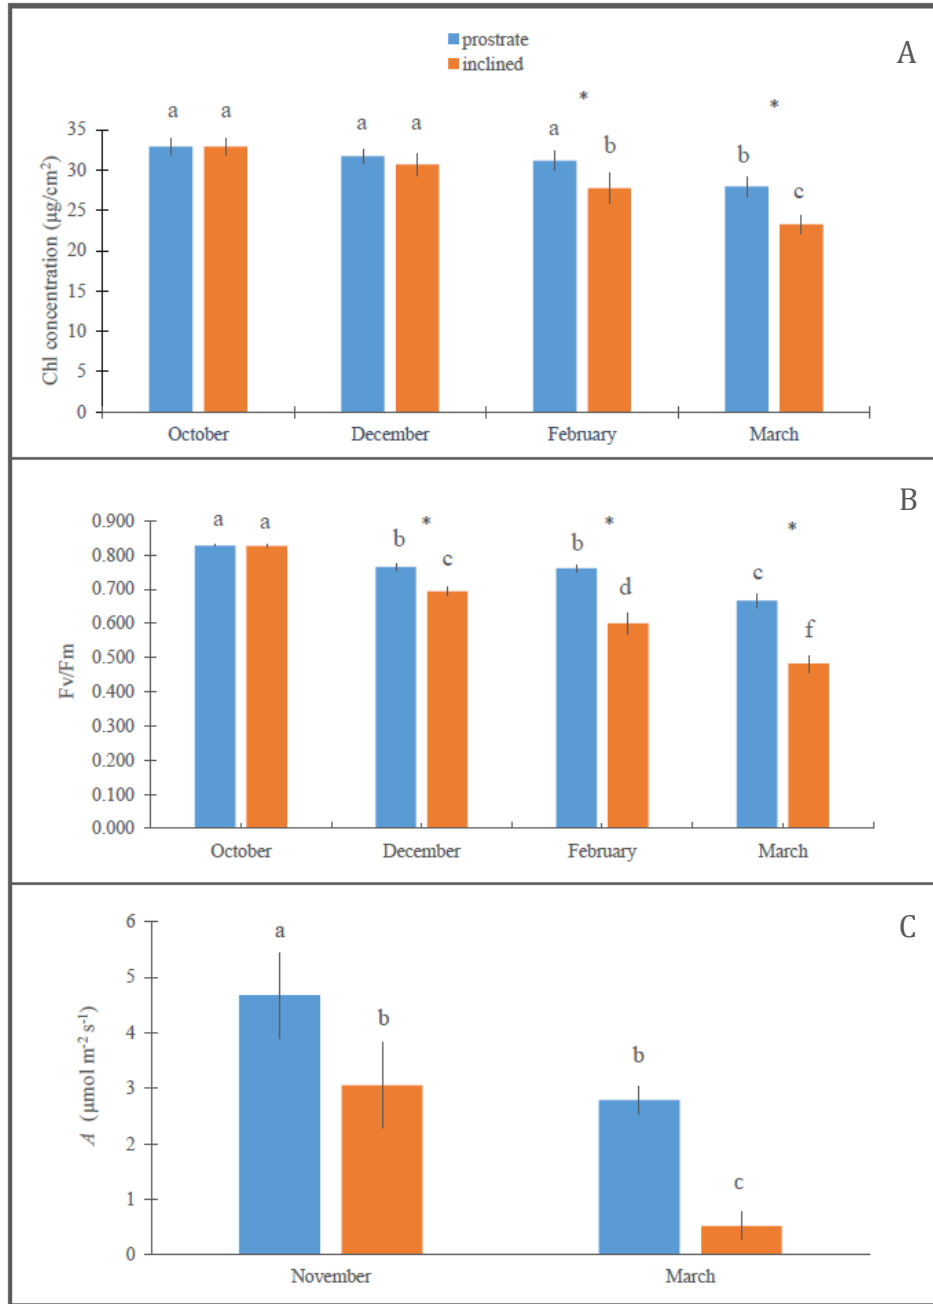 prostrate
inclined
A
* *
a a a a a b b c
Chl concentration (µg/cm²)
35
30
25
20
15
10
5
0
October December February March
B
* * *
a a b c b d c f
Fv/Fm
0.900
0.800
0.700
0.600
0.500
0.400
0.300
0.200
0.100
0.000
October December February March
C
a b b c
A (µmol m⁻² s⁻¹)
6
5
4
3
2
1
0
November March